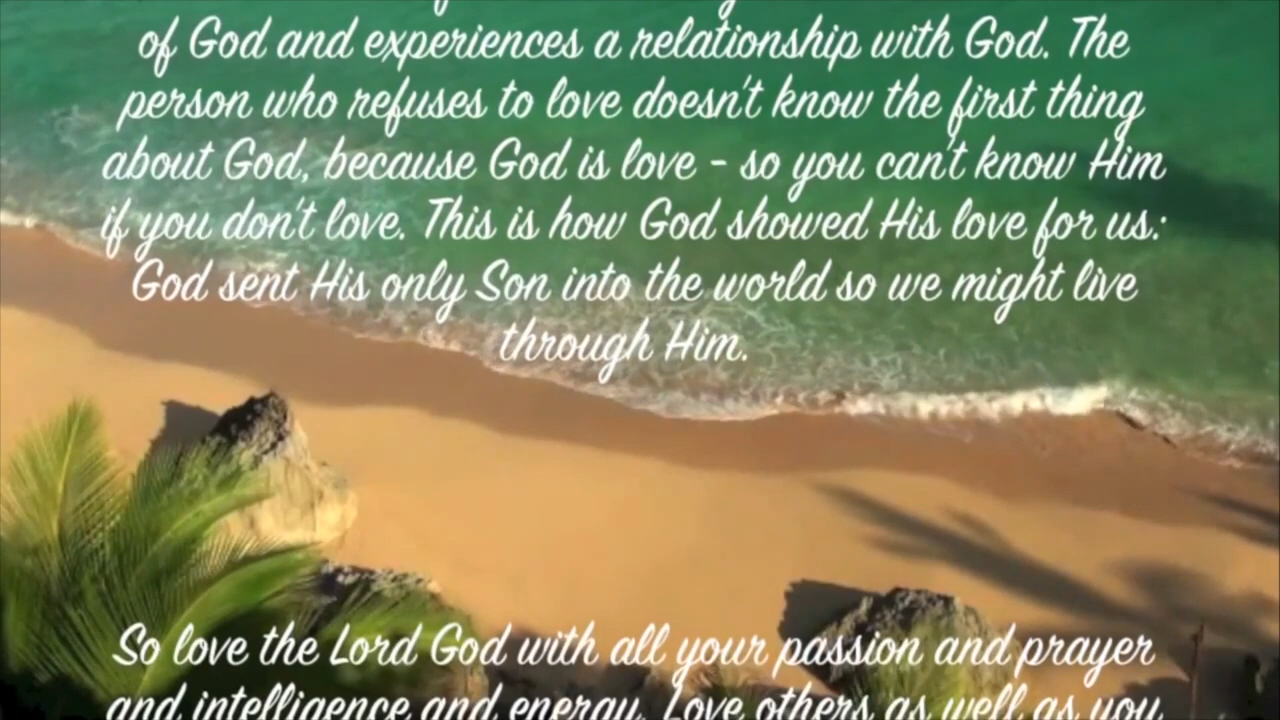 of God and experiences a relationship with God. The
person who refuses to love doesn't know the first thing
about God, because God is love - so you can't know Him
if you don't love. This is how God showed His love for us:
God sent His only Son into the world so we might live
through Him.
So love the Lord God with all your passion and prayer
and intelligence and energy. Love others as well as you